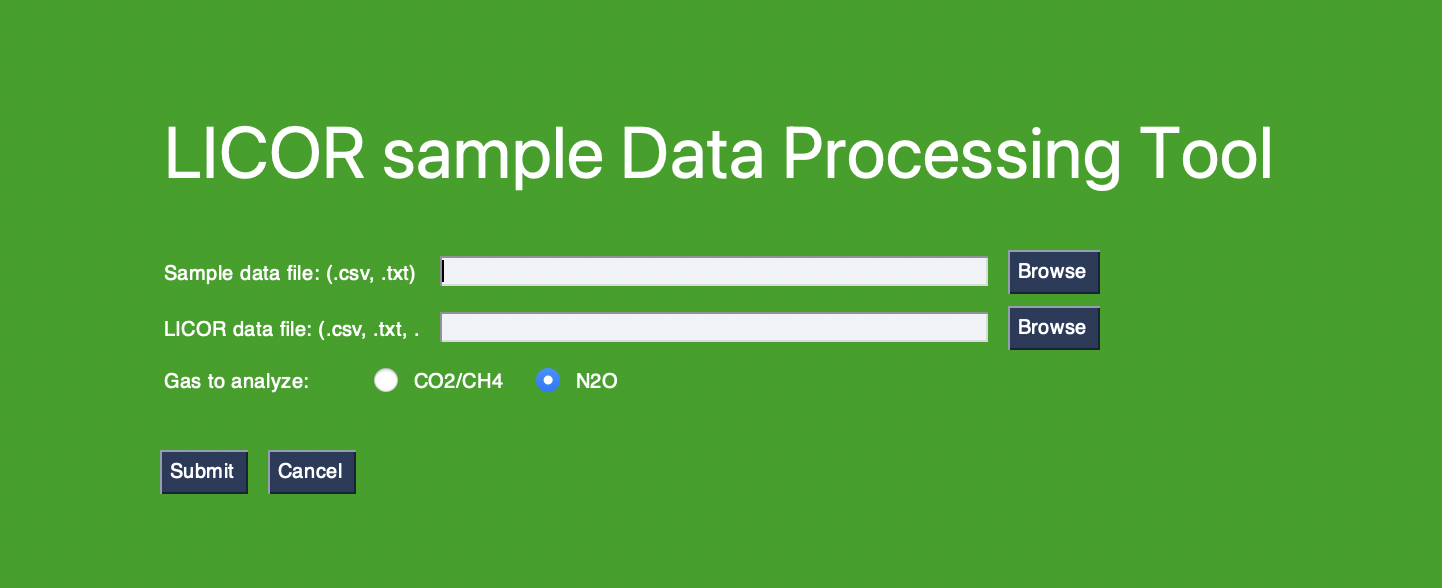 LICOR sample Data Processing Tool
Sample data file: (.csv, .txt) Browse
LICOR data file: (.csv, .txt, . Browse
Gas to analyze: CO2/CH4 N2O
Submit Cancel